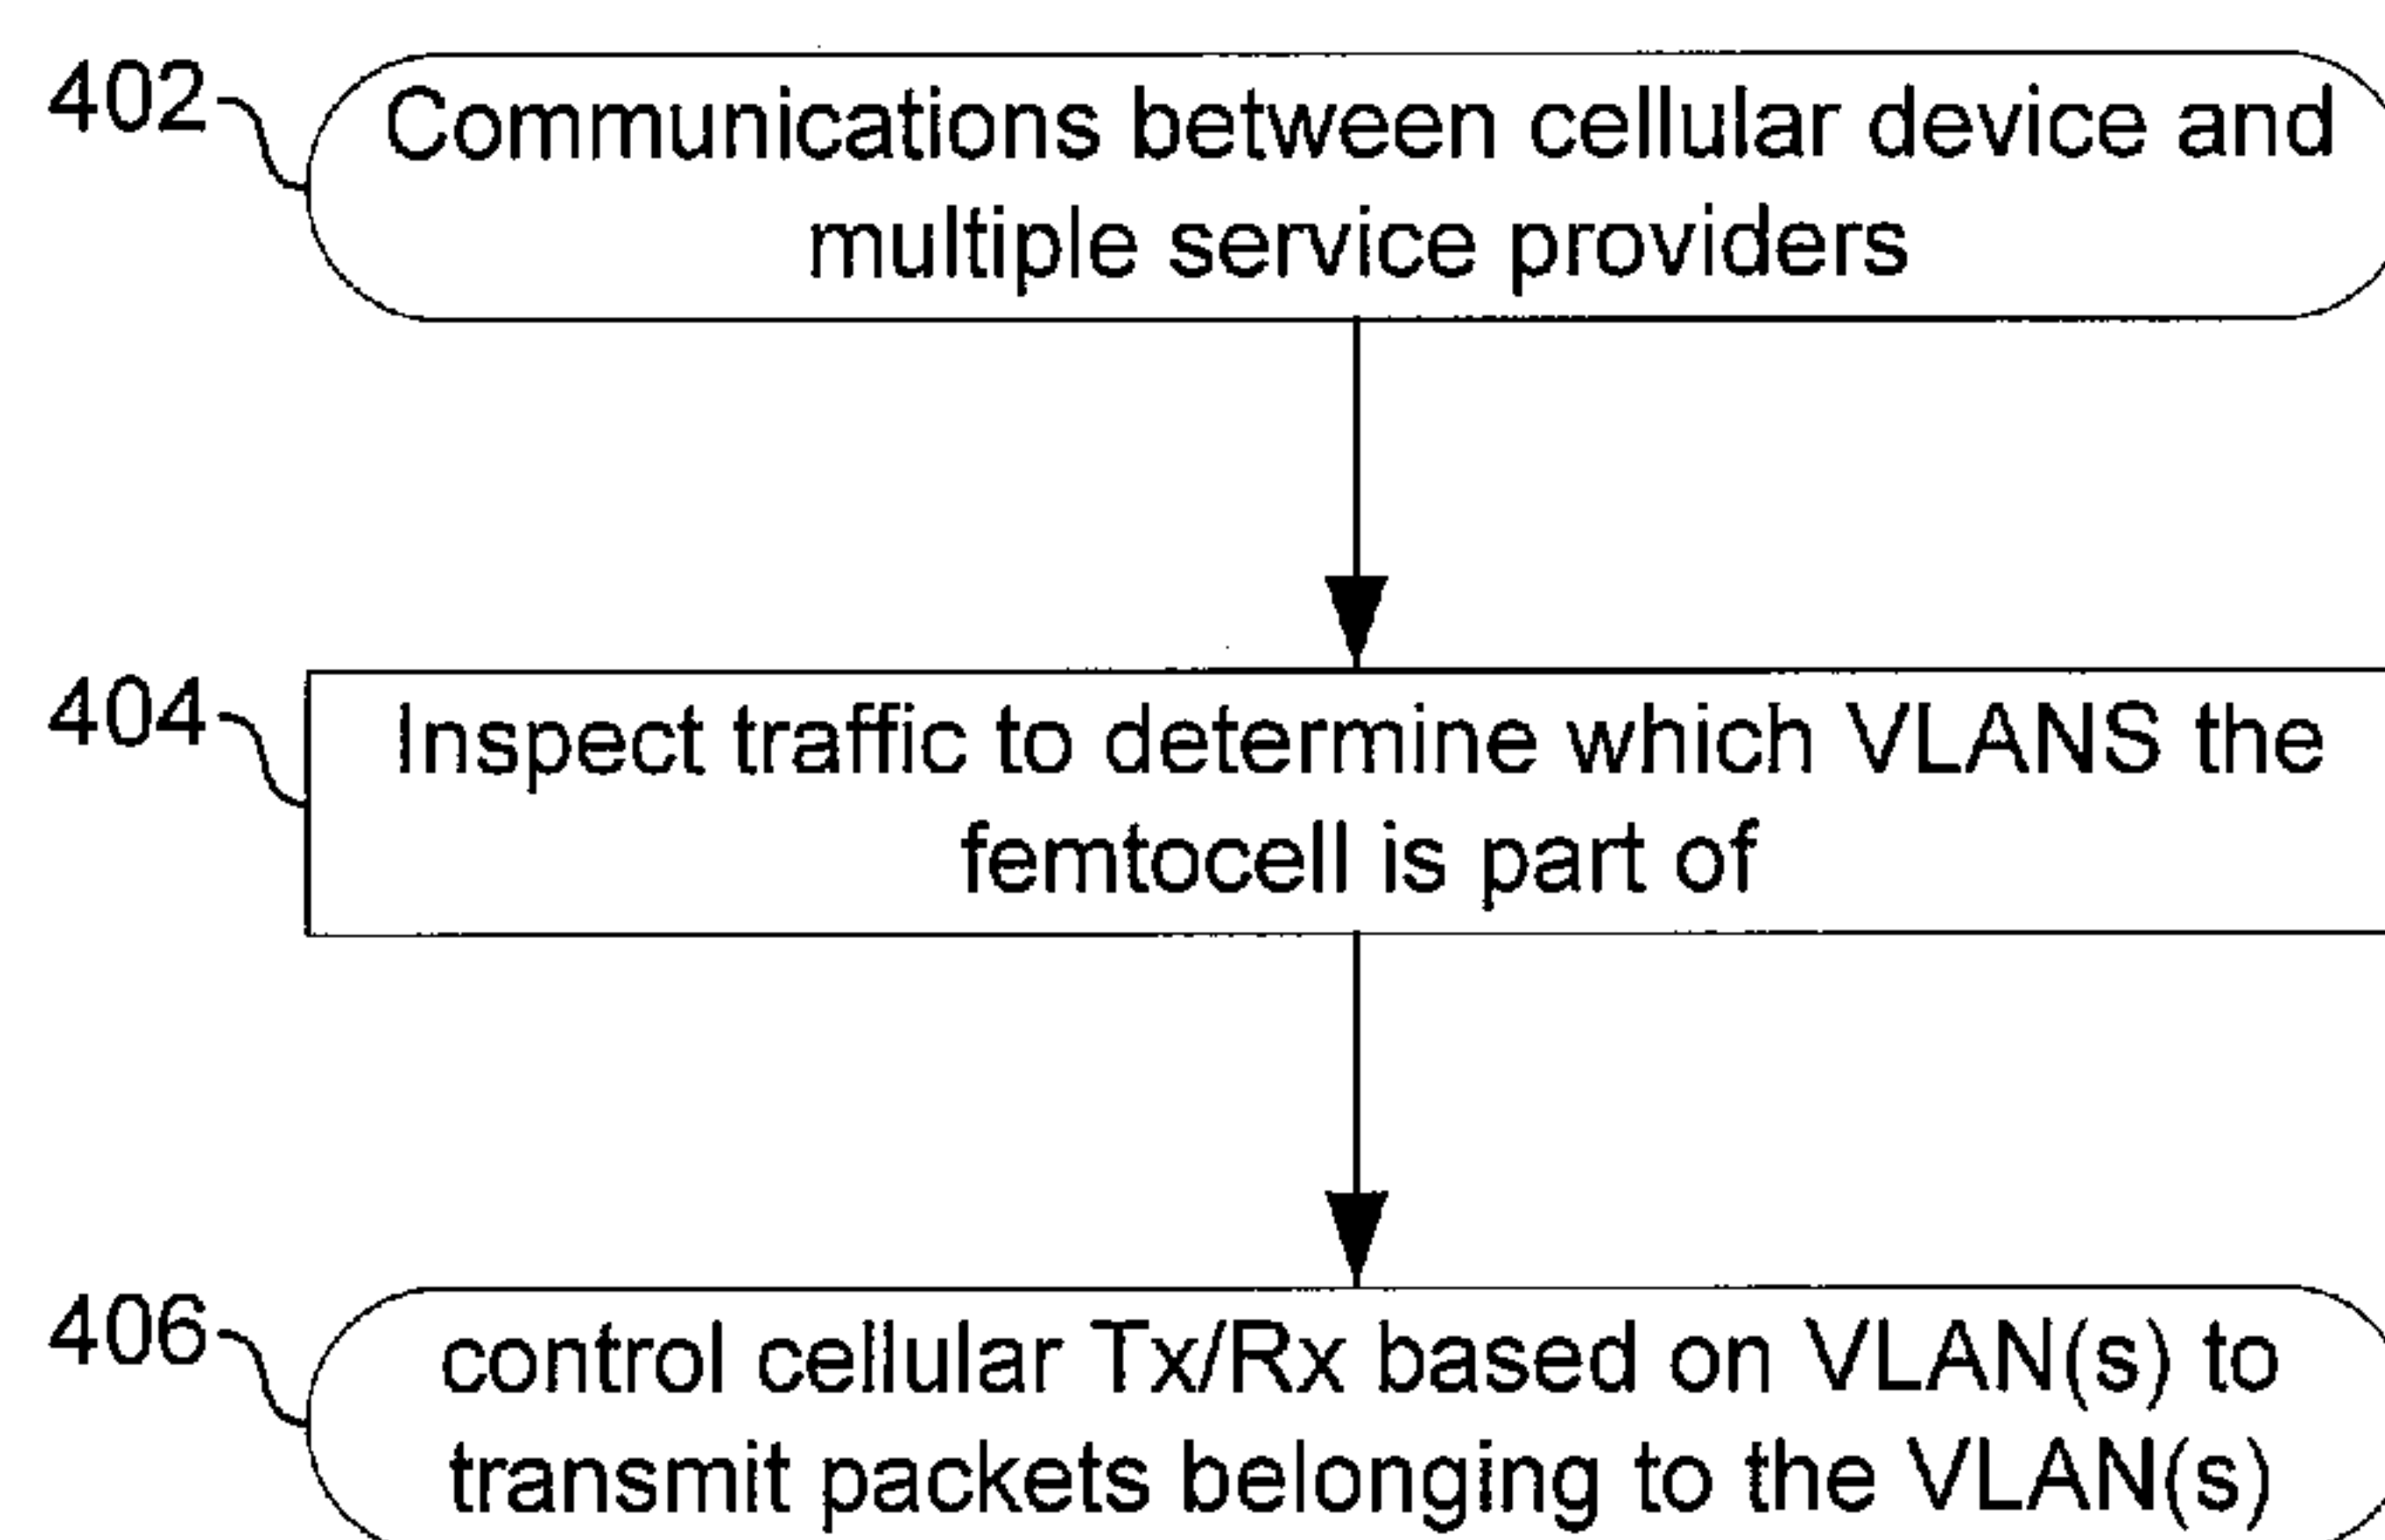 402
Communications between cellular device and
multiple service providers
404
Inspect traffic to determine which VLANS the
femtocell is part of
406
control cellular Tx/Rx based on VLAN(s) to
transmit packets belonging to the VLAN(s)